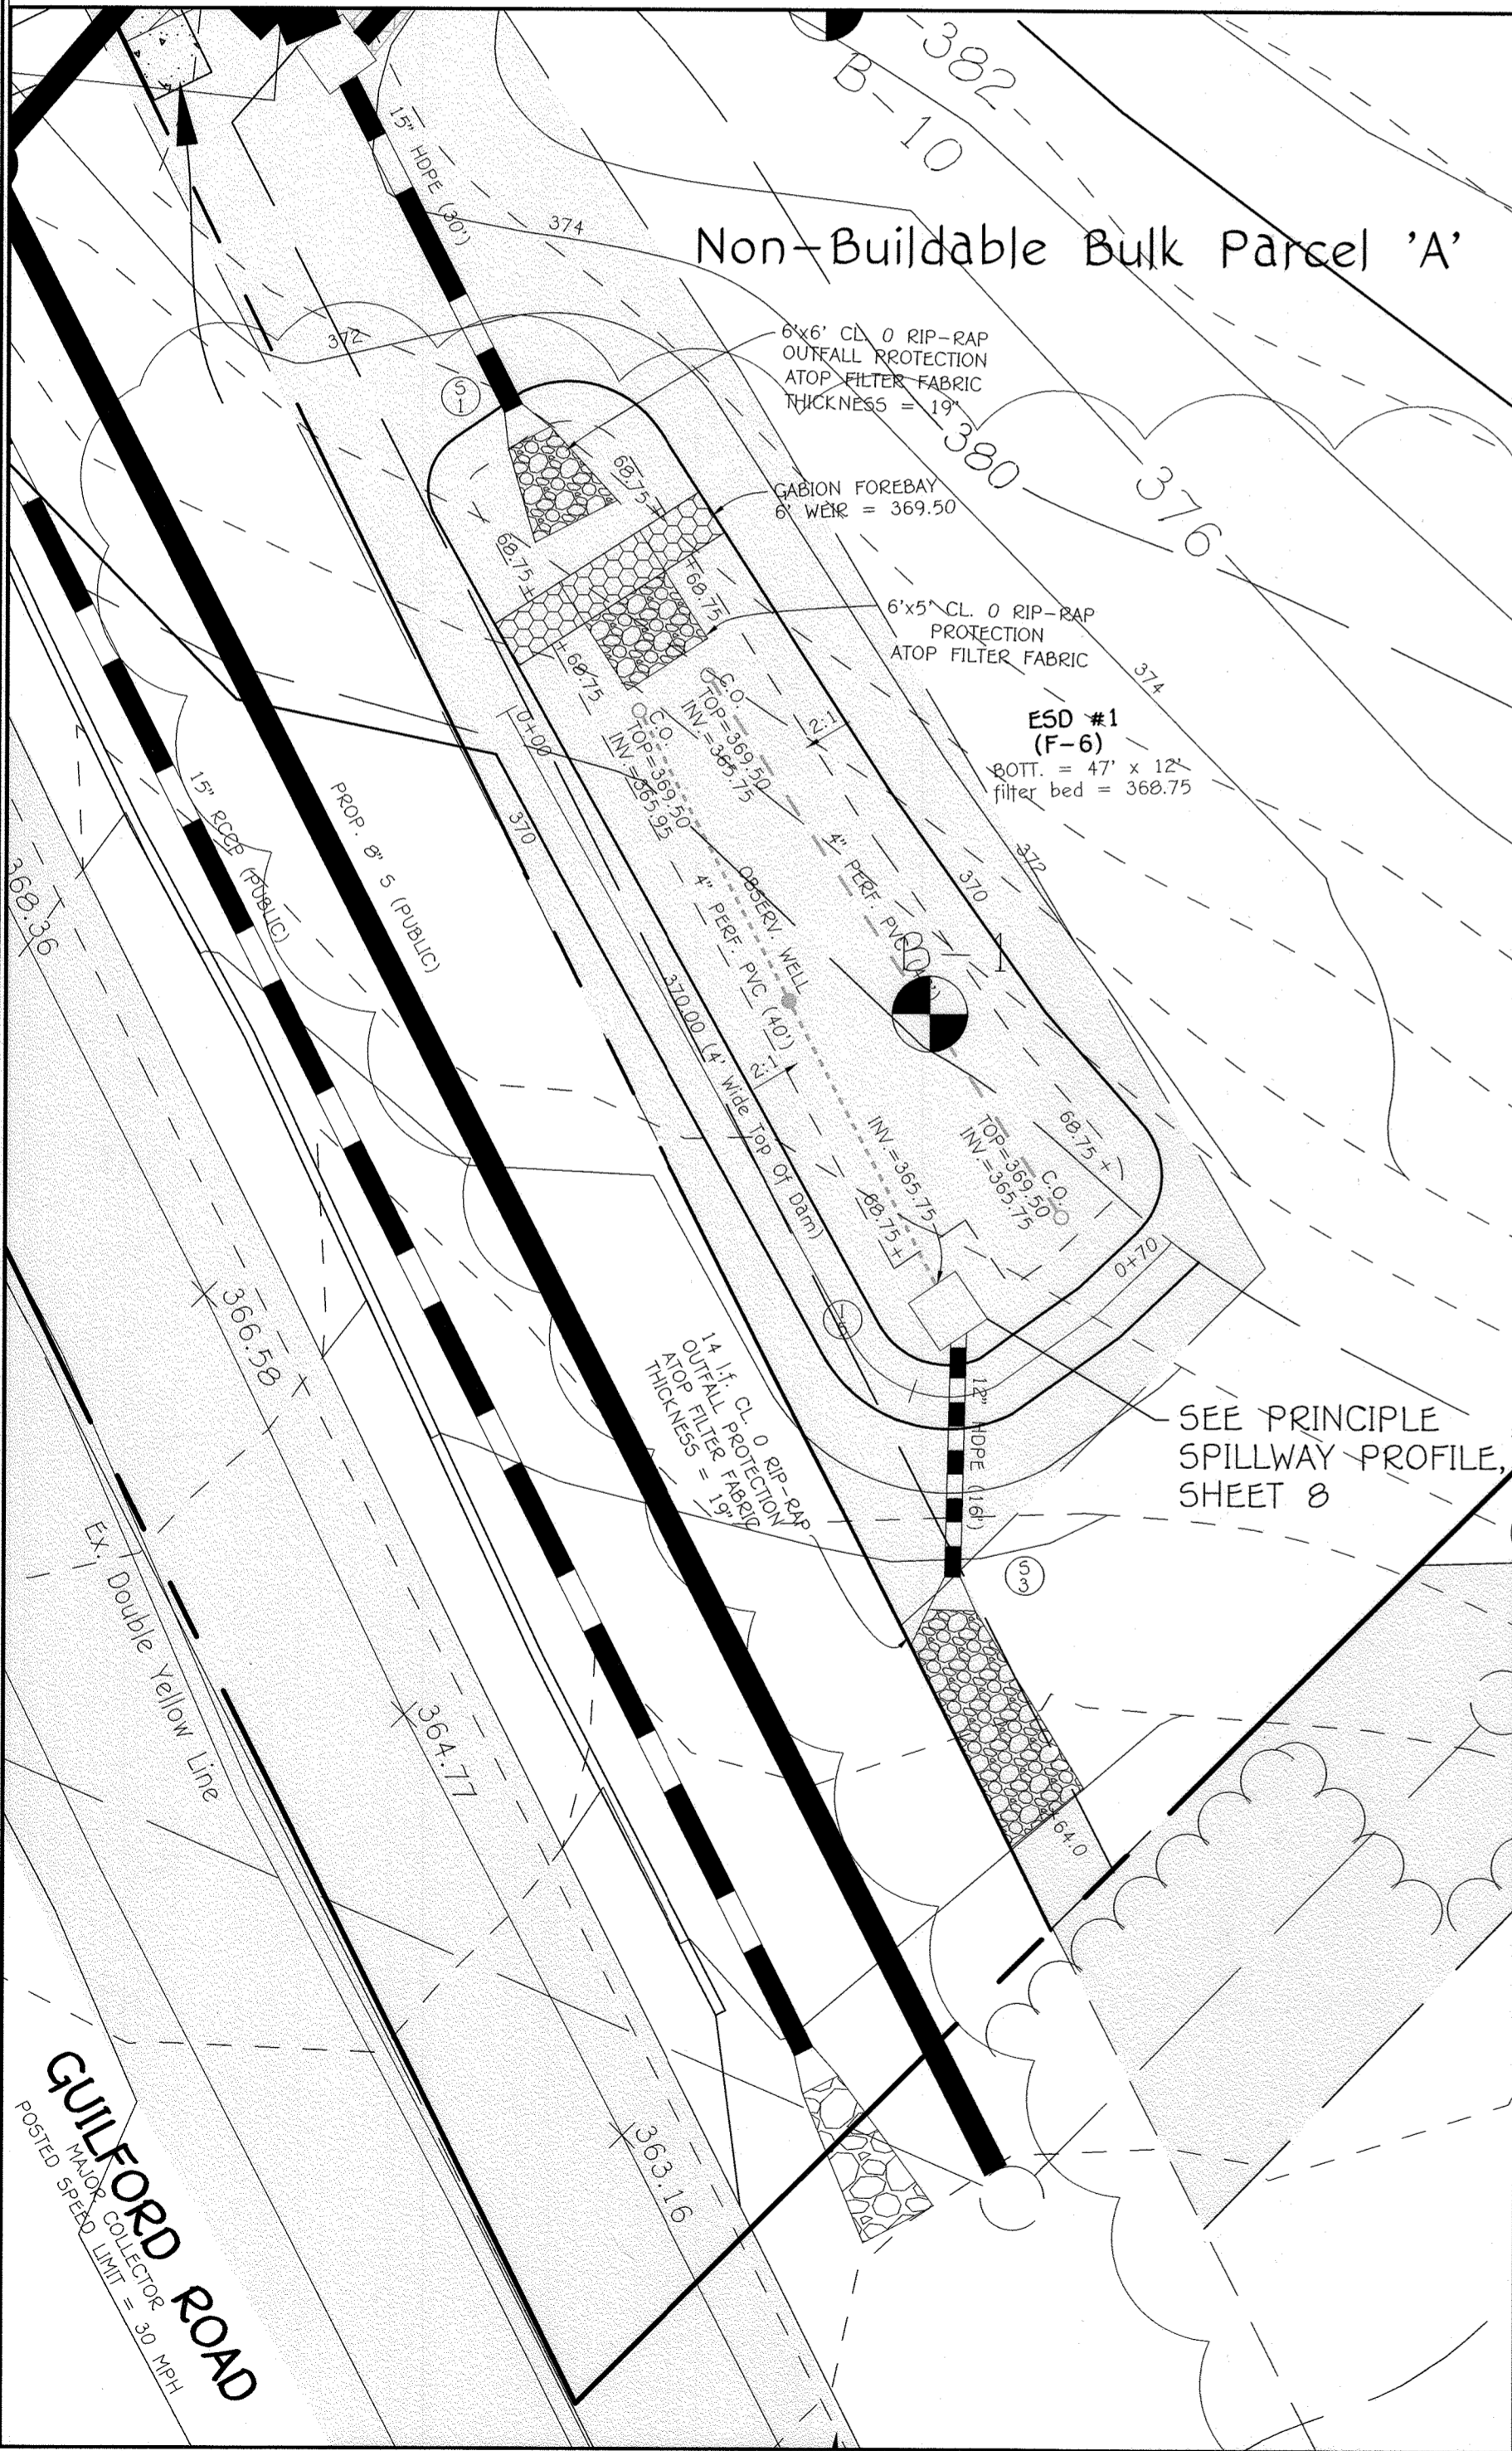 382
B-10
15" HDPE (30')
374
Non-Buildable Bulk Parcel 'A'
372
6'x6' CL. 0 RIP-RAP
OUTFALL PROTECTION
ATOP FILTER FABRIC
THICKNESS = 19"
S
1
380
376
68.75
GABION FOREBAY
6' WEIR = 369.50
68.75
68.75
6'x5' CL. 0 RIP-RAP
PROTECTION
ATOP FILTER FABRIC
68.75
374
C.O.
TOP=369.50
INV.=365.75
C.O.
TOP=369.50
INV.=365.95
0+00
2:1
ESD #1
(F-6)
BOTT. = 47' x 12'
filter bed = 368.75
15" RCCP (PUBLIC)
PROP. 8" S (PUBLIC)
370
372
370
368.36
OBSERV. WELL
4" PERF. PVC (40')
4" PERF. PVC
1
370.00 (4' Wide Top Of Dam)
2:1
68.75
INV.=365.75
C.O.
TOP=369.50
INV.=365.75
68.75
0+70
366.58
14 l.f. CL. 0 RIP-RAP
OUTFALL PROTECTION
ATOP FILTER FABRIC
THICKNESS = 19"
12" HDPE (16')
SEE PRINCIPLE
SPILLWAY PROFILE,
SHEET 8
S
3
Ex. Double Yellow Line
364.77
64.0
363.16
GUILFORD ROAD
MAJOR COLLECTOR
POSTED SPEED LIMIT = 30 MPH